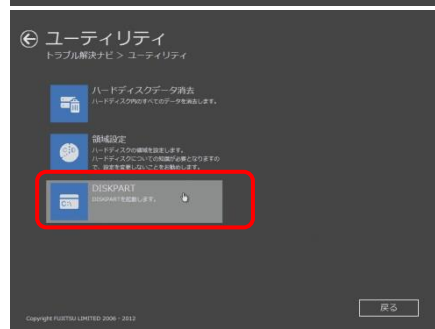 ユーティリティ
トラブル解決ナビ > ユーティリティ
ハードディスクデータ消去
ハードディスク内のすべてのデータを消去します。
領域設定
ハードディスクの領域を設定します。
ハードディスクについての知識が必要となりますの
で、設定を変更しないことをお勧めします。
DISKPART
DISKPARTを起動します。
C:\
戻る
Copyright FUJITSU LIMITED 2006 - 2012